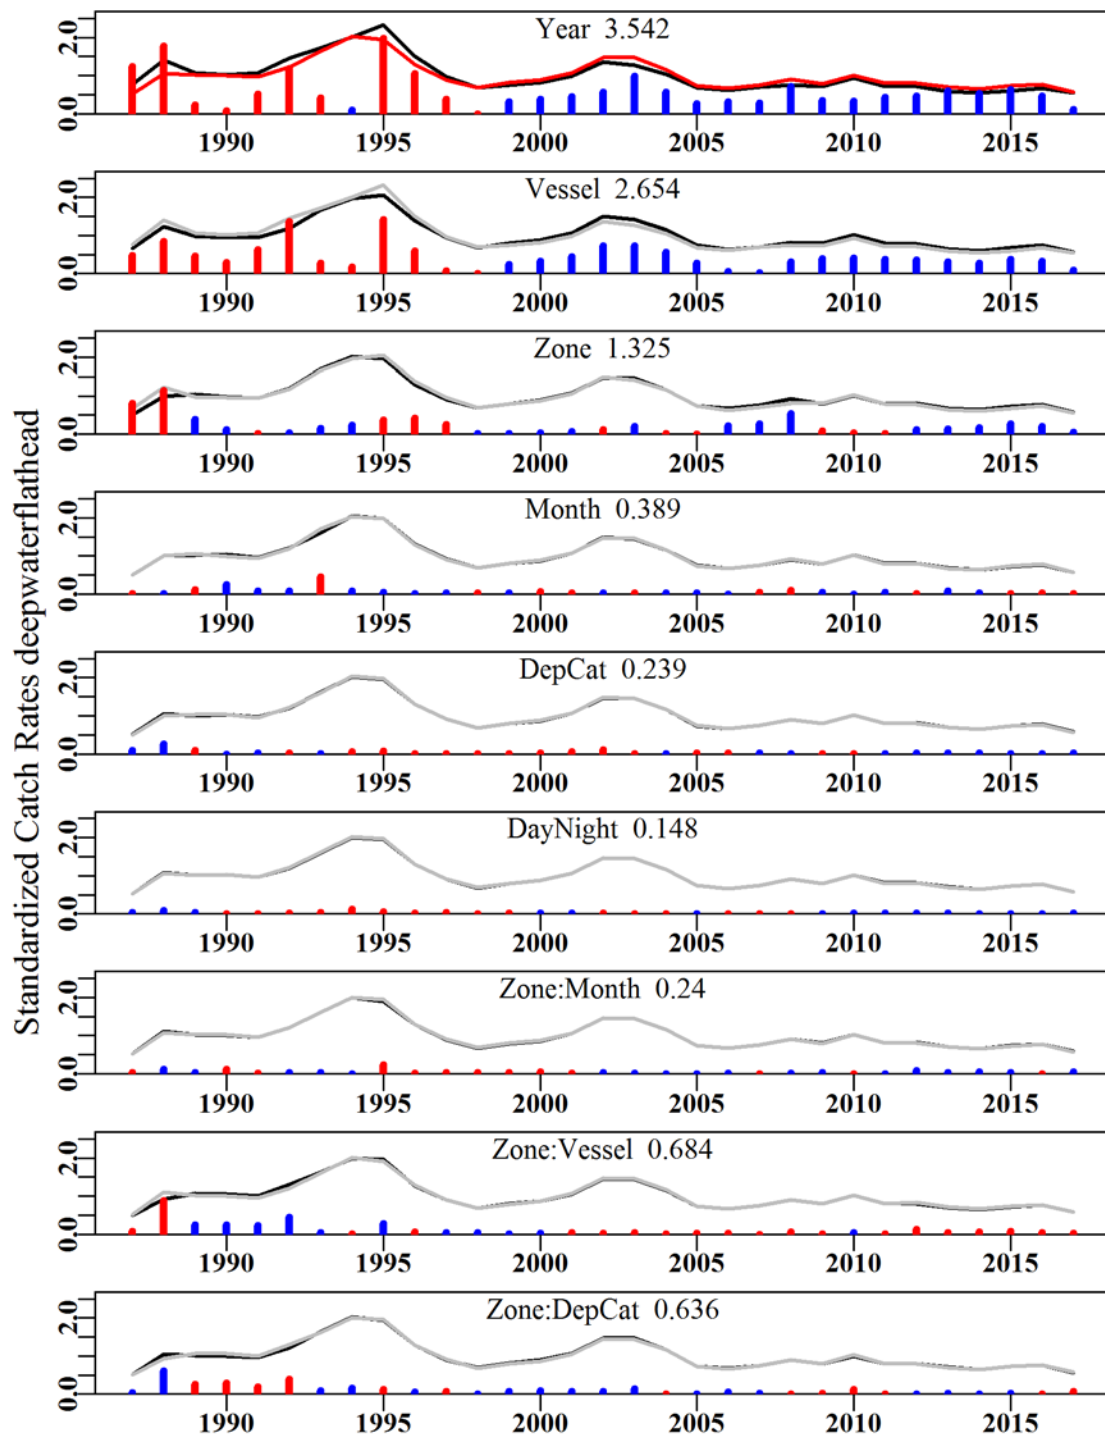 Standardized Catch Rates deepwaterflathead
Year 3.542
0.0 2.0
1990 1995 2000 2005 2010 2015
Vessel 2.654
0.0 2.0
1990 1995 2000 2005 2010 2015
Zone 1.325
0.0 2.0
1990 1995 2000 2005 2010 2015
Month 0.389
0.0 2.0
1990 1995 2000 2005 2010 2015
DepCat 0.239
0.0 2.0
1990 1995 2000 2005 2010 2015
DayNight 0.148
0.0 2.0
1990 1995 2000 2005 2010 2015
Zone:Month 0.24
0.0 2.0
1990 1995 2000 2005 2010 2015
Zone:Vessel 0.684
0.0 2.0
1990 1995 2000 2005 2010 2015
Zone:DepCat 0.636
0.0 2.0
1990 1995 2000 2005 2010 2015